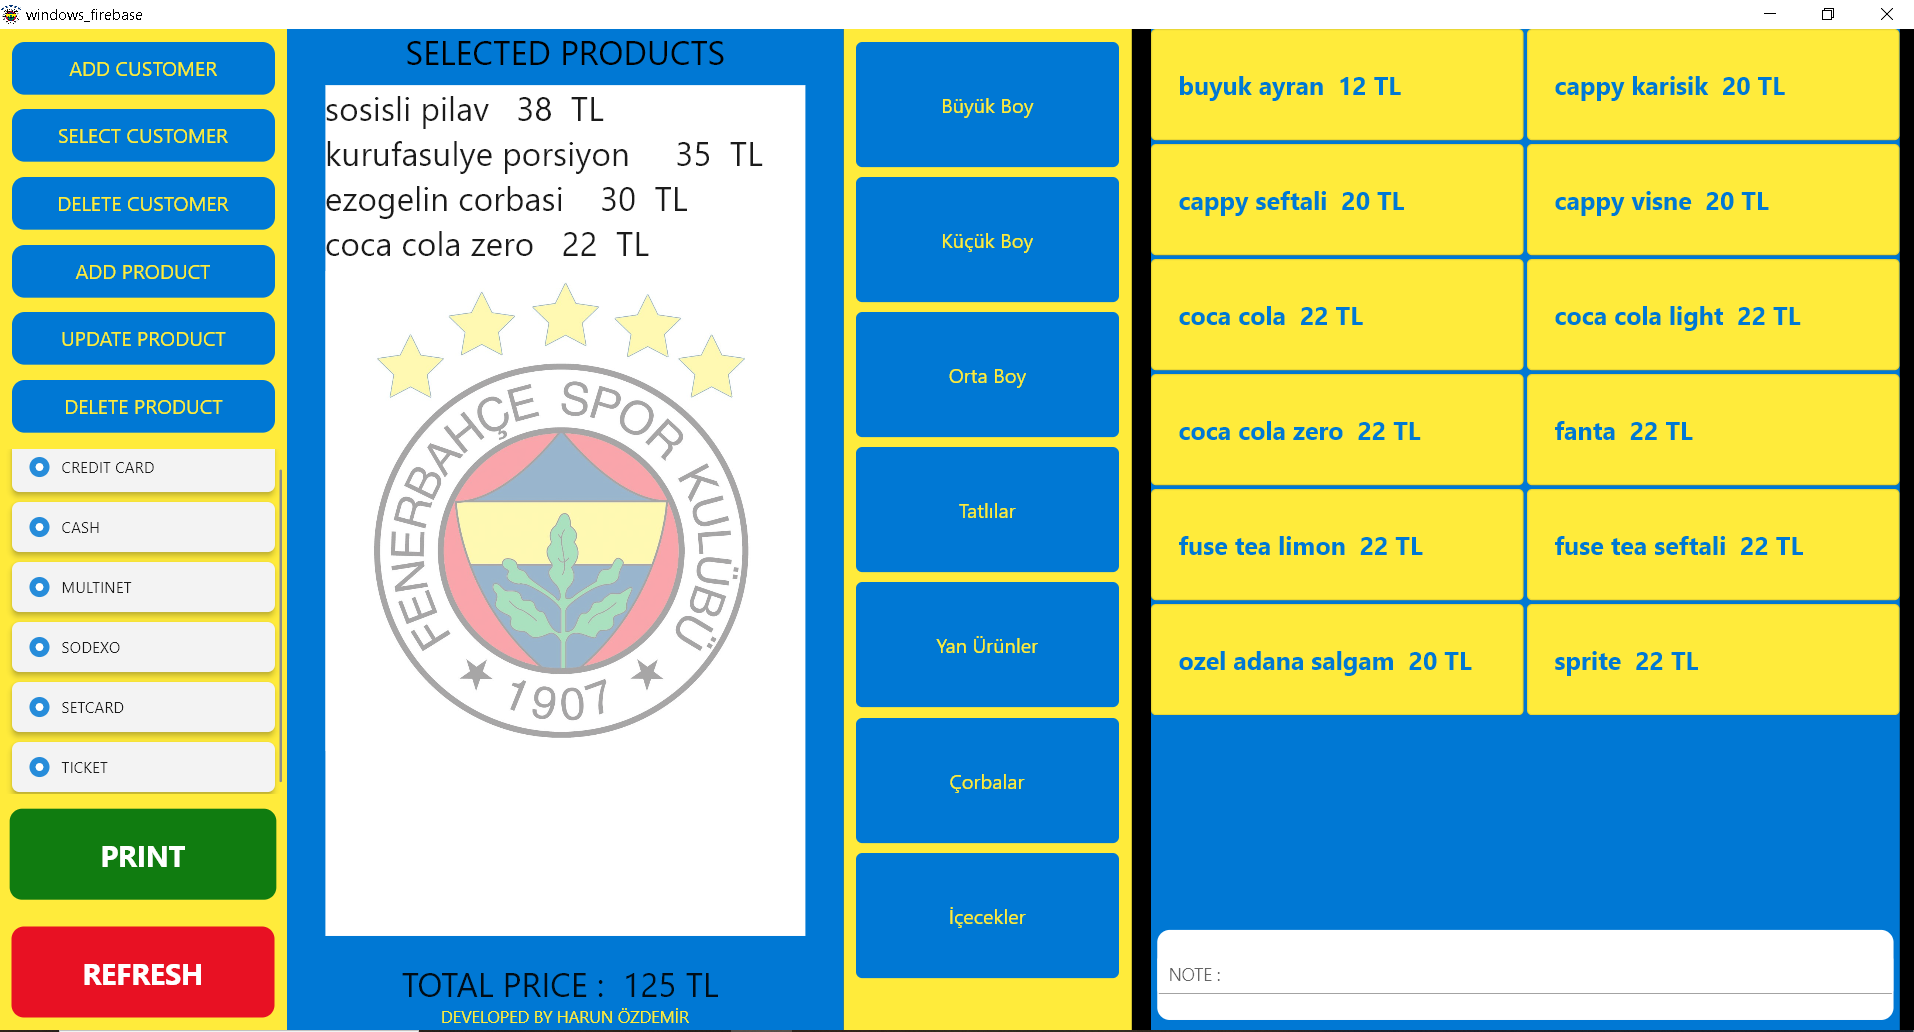 windows_firebase
ADD CUSTOMER
SELECT CUSTOMER
DELETE CUSTOMER
ADD PRODUCT
UPDATE PRODUCT
DELETE PRODUCT
CREDIT CARD
CASH
MULTINET
SODEXO
SETCARD
TICKET
PRINT
REFRESH
SELECTED PRODUCTS
sosisli pilav 38 TL
kurufasulye porsiyon 35 TL
ezogelin corbasi 30 TL
coca cola zero 22 TL
FENERBAHÇE SPOR KULÜBÜ
1907
TOTAL PRICE : 125 TL
DEVELOPED BY HARUN ÖZDEMİR
Büyük Boy
Küçük Boy
Orta Boy
Tatlılar
Yan Ürünler
Çorbalar
İçecekler
buyuk ayran 12 TL
cappy karisik 20 TL
cappy seftali 20 TL
cappy visne 20 TL
coca cola 22 TL
coca cola light 22 TL
coca cola zero 22 TL
fanta 22 TL
fuse tea limon 22 TL
fuse tea seftali 22 TL
ozel adana salgam 20 TL
sprite 22 TL
NOTE :